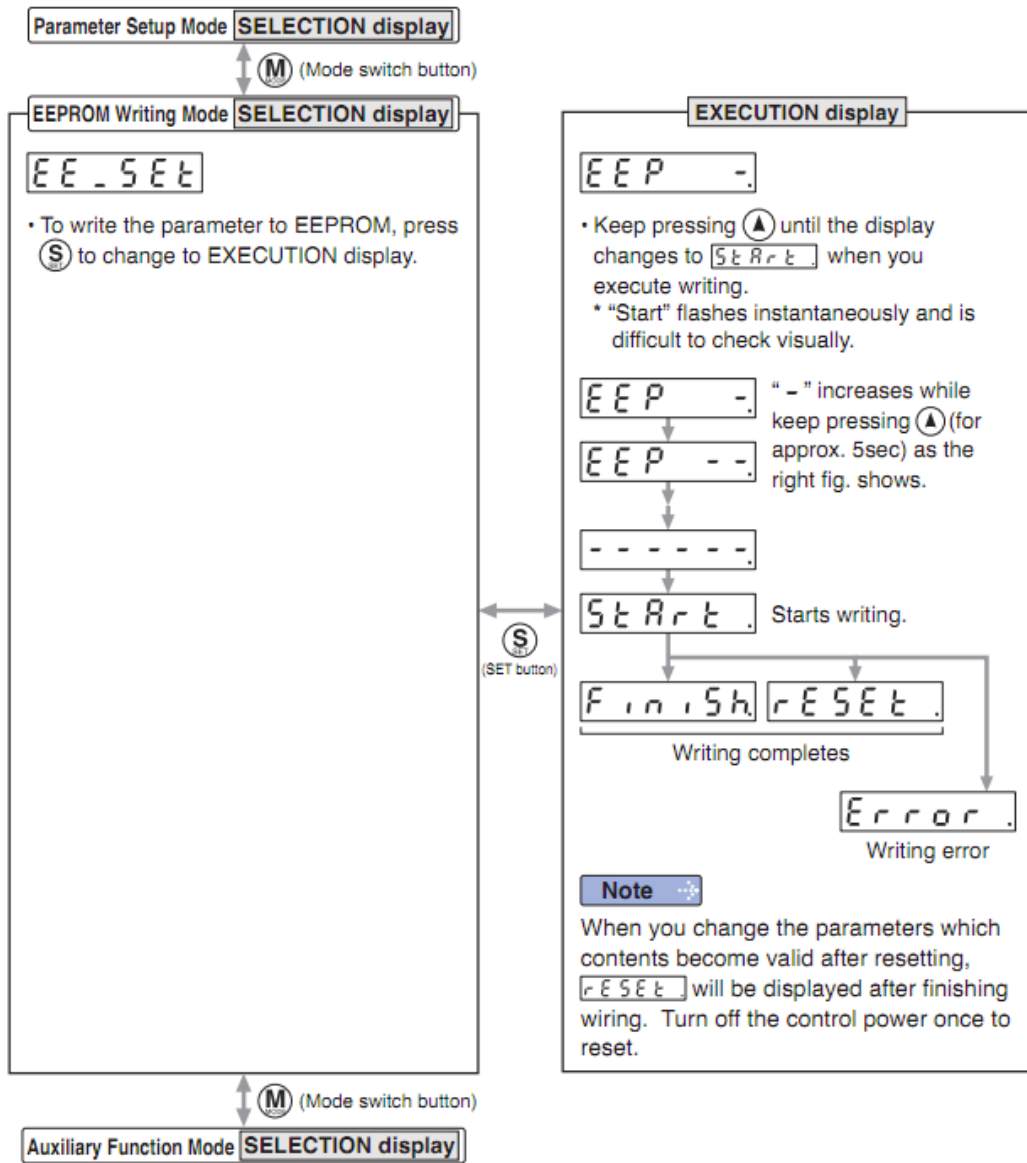 Parameter Setup Mode SELECTION display
M MODE (Mode switch button)
EEPROM Writing Mode SELECTION display
EE_SEt
・To write the parameter to EEPROM, press
S SET to change to EXECUTION display.
S SET
(SET button)
EXECUTION display
EEP -.
・Keep pressing ▲ until the display
changes to StArt . when you
execute writing.
* “Start” flashes instantaneously and is
difficult to check visually.
EEP -.
“ – ” increases while
keep pressing ▲ (for
approx. 5sec) as the
right fig. shows.
EEP --.
------.
StArt . Starts writing.
FiniSh. rESEt .
Writing completes
Error .
Writing error
Note
When you change the parameters which
contents become valid after resetting,
rESEt . will be displayed after finishing
wiring. Turn off the control power once to
reset.
M MODE (Mode switch button)
Auxiliary Function Mode SELECTION display